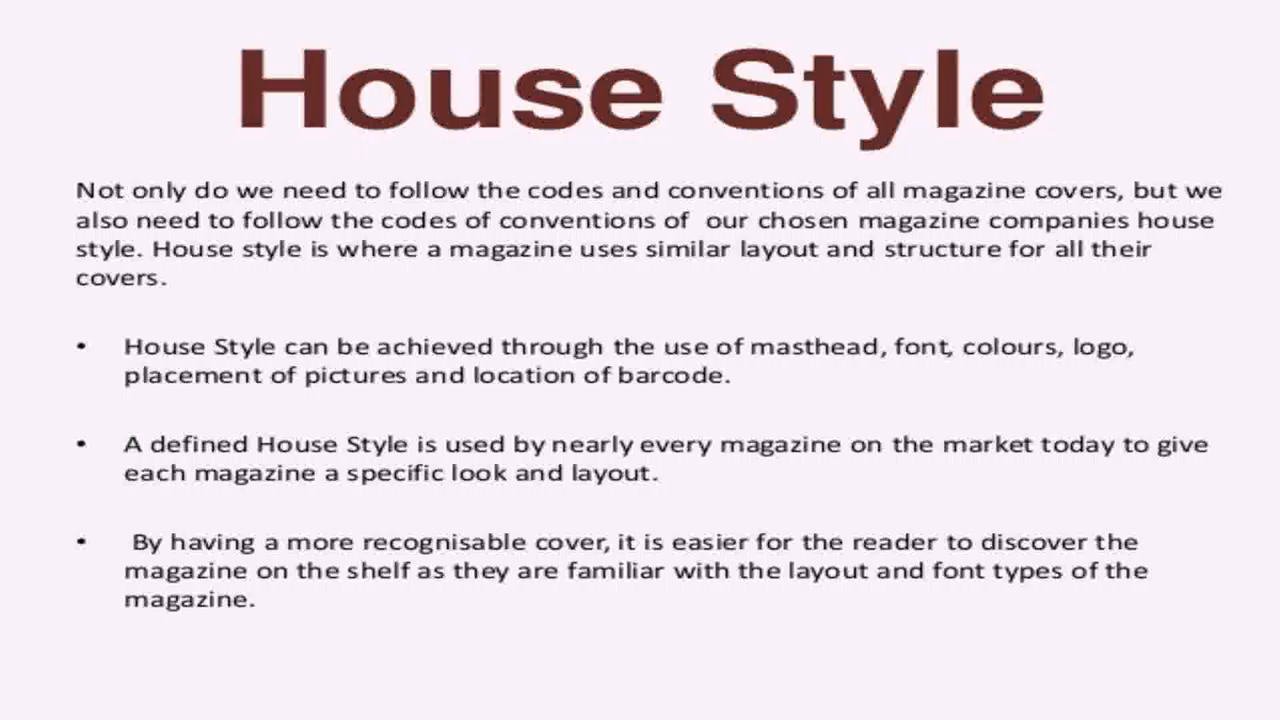 House Style
Not only do we need to follow the codes and conventions of all magazine covers, but we
also need to follow the codes of conventions of our chosen magazine companies house
style. House style is where a magazine uses similar layout and structure for all their
covers.
• House Style can be achieved through the use of masthead, font, colours, logo,
placement of pictures and location of barcode.
• A defined House Style is used by nearly every magazine on the market today to give
each magazine a specific look and layout.
• By having a more recognisable cover, it is easier for the reader to discover the
magazine on the shelf as they are familiar with the layout and font types of the
magazine.